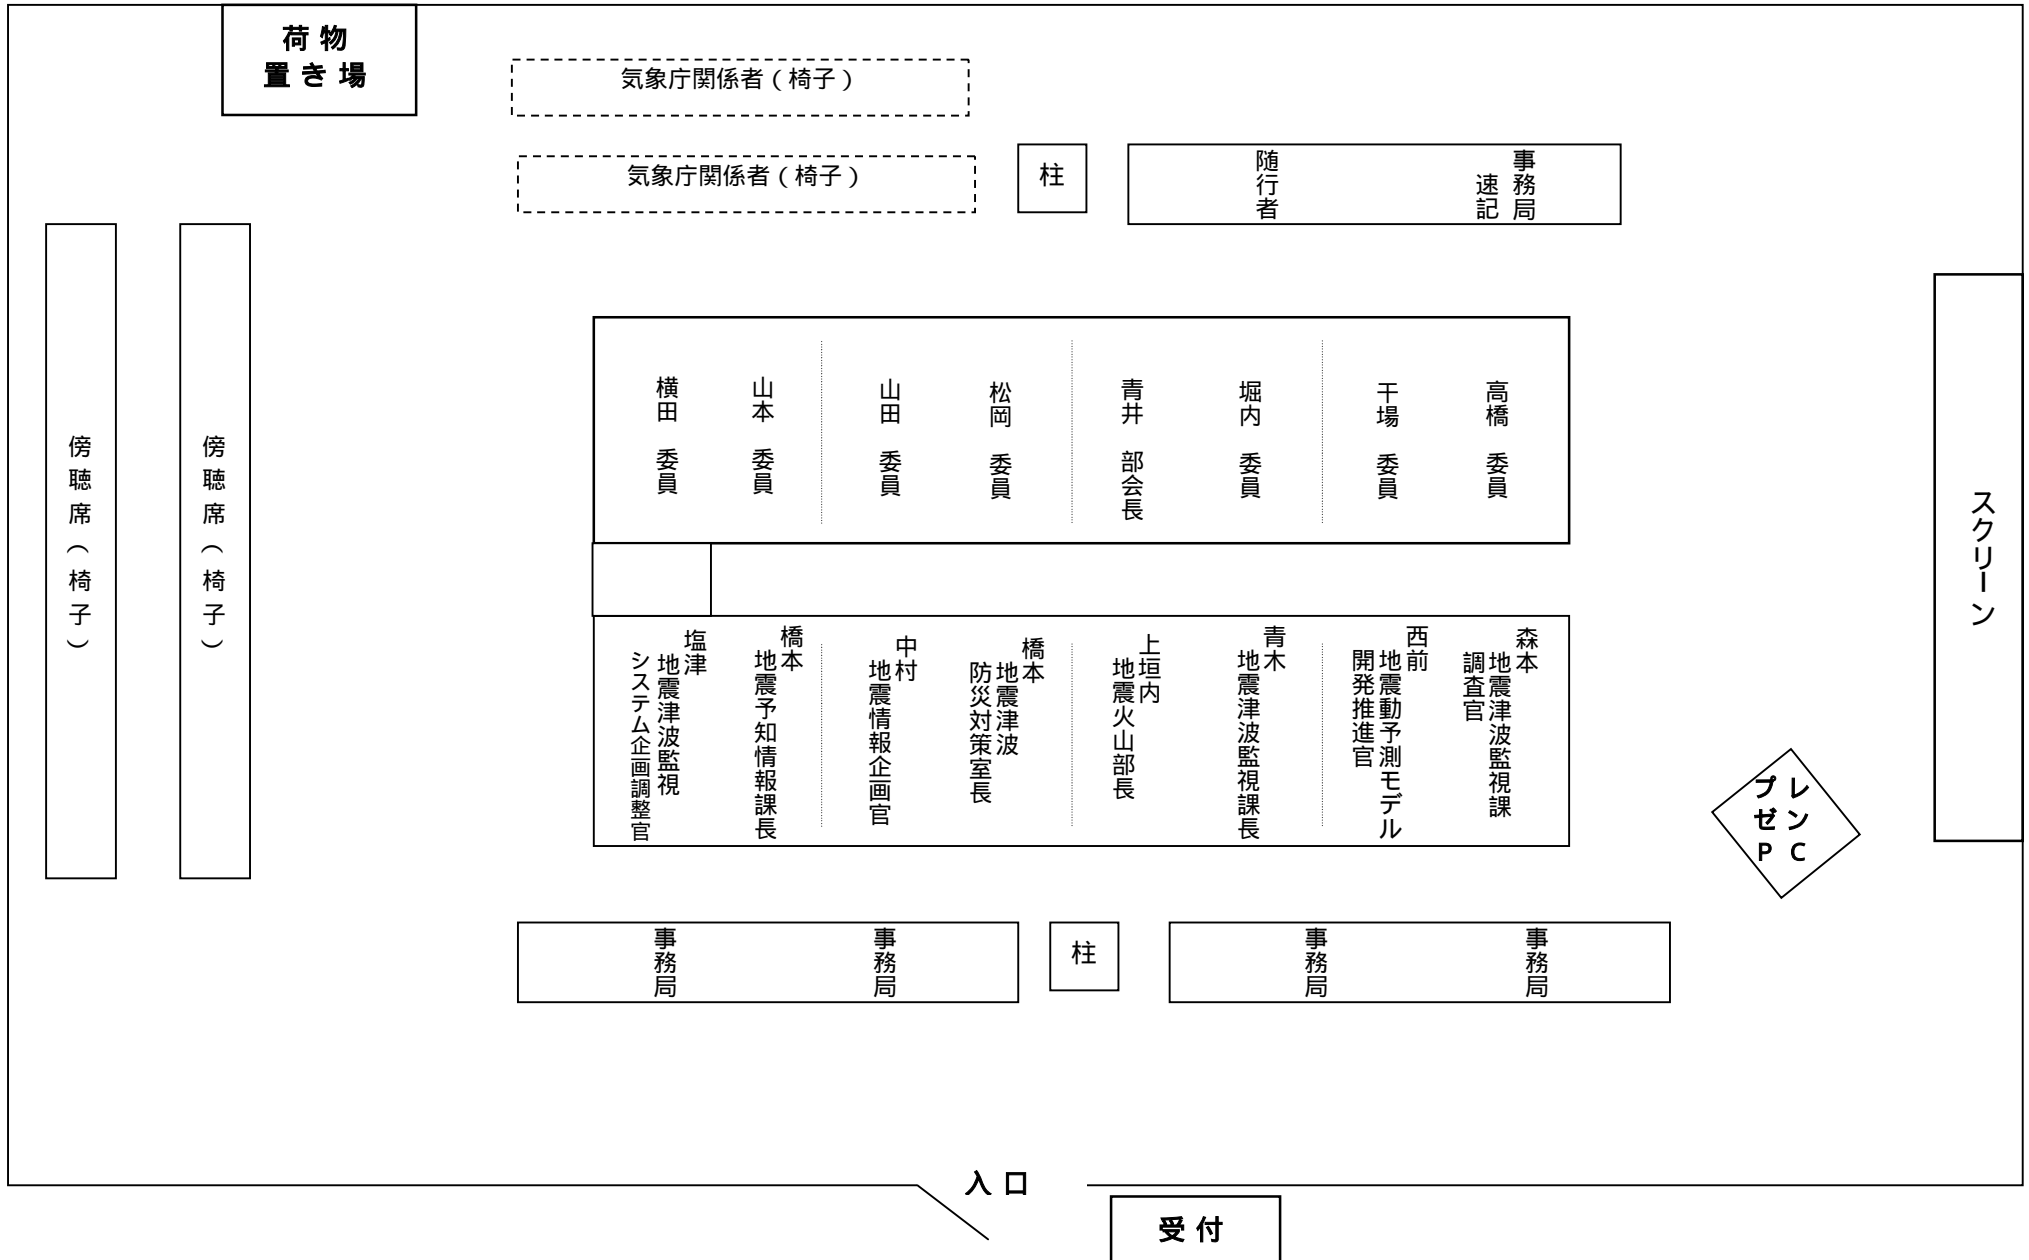 荷物
置き場
気象庁関係者（椅子）
気象庁関係者（椅子）
柱
随行者
事務局
速記
傍聴席（椅子）
傍聴席（椅子）
横田　委員
山本　委員
山田　委員
松岡　委員
青井　部会長
堀内　委員
干場　委員
高橋　委員
スクリーン
塩津
地震津波監視
システム企画調整官
橋本
地震予知情報課長
中村
地震情報企画官
橋本
地震津波
防災対策室長
上垣内
地震火山部長
青木
地震津波監視課長
西前
地震動予測モデル
開発推進官
森本
地震津波監視課
調査官
プレ
ゼン
ＰＣ
事務局
事務局
柱
事務局
事務局
入口
受付